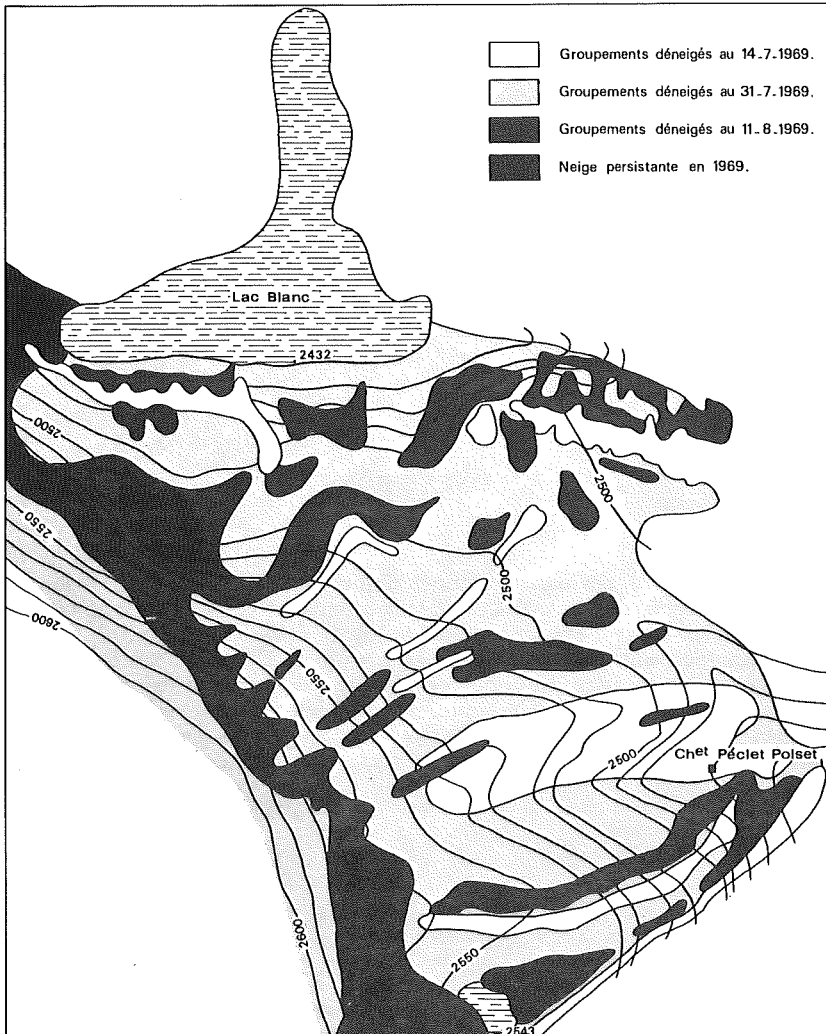 Groupements déneigés au 14-7-1969.
Groupements déneigés au 31-7-1969.
Groupements déneigés au 11-8-1969.
Neige persistante en 1969.
Lac Blanc
2432
2500
2500
2550
2500
2600
2550
2500
Chet Péclet Polset
2600
2550
2543